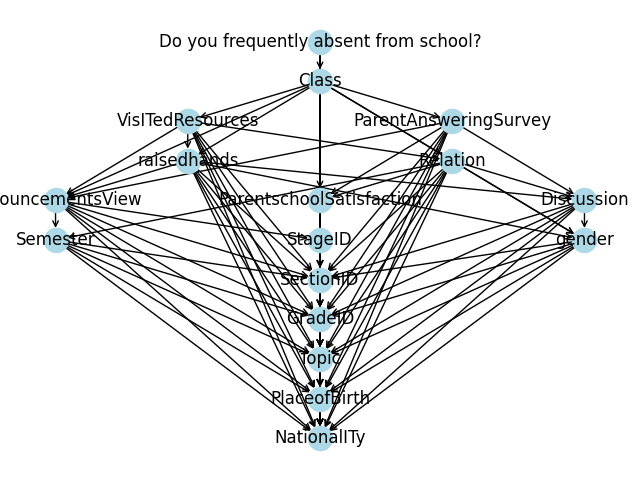 Do you frequently absent from school?
Class
VisITedResources
ParentAnsweringSurvey
raisedhands
Relation
ouncementsView
ParentschoolSatisfaction
Discussion
Semester
StageID
gender
SectionID
GradeID
Topic
PlaceofBirth
NationalITy